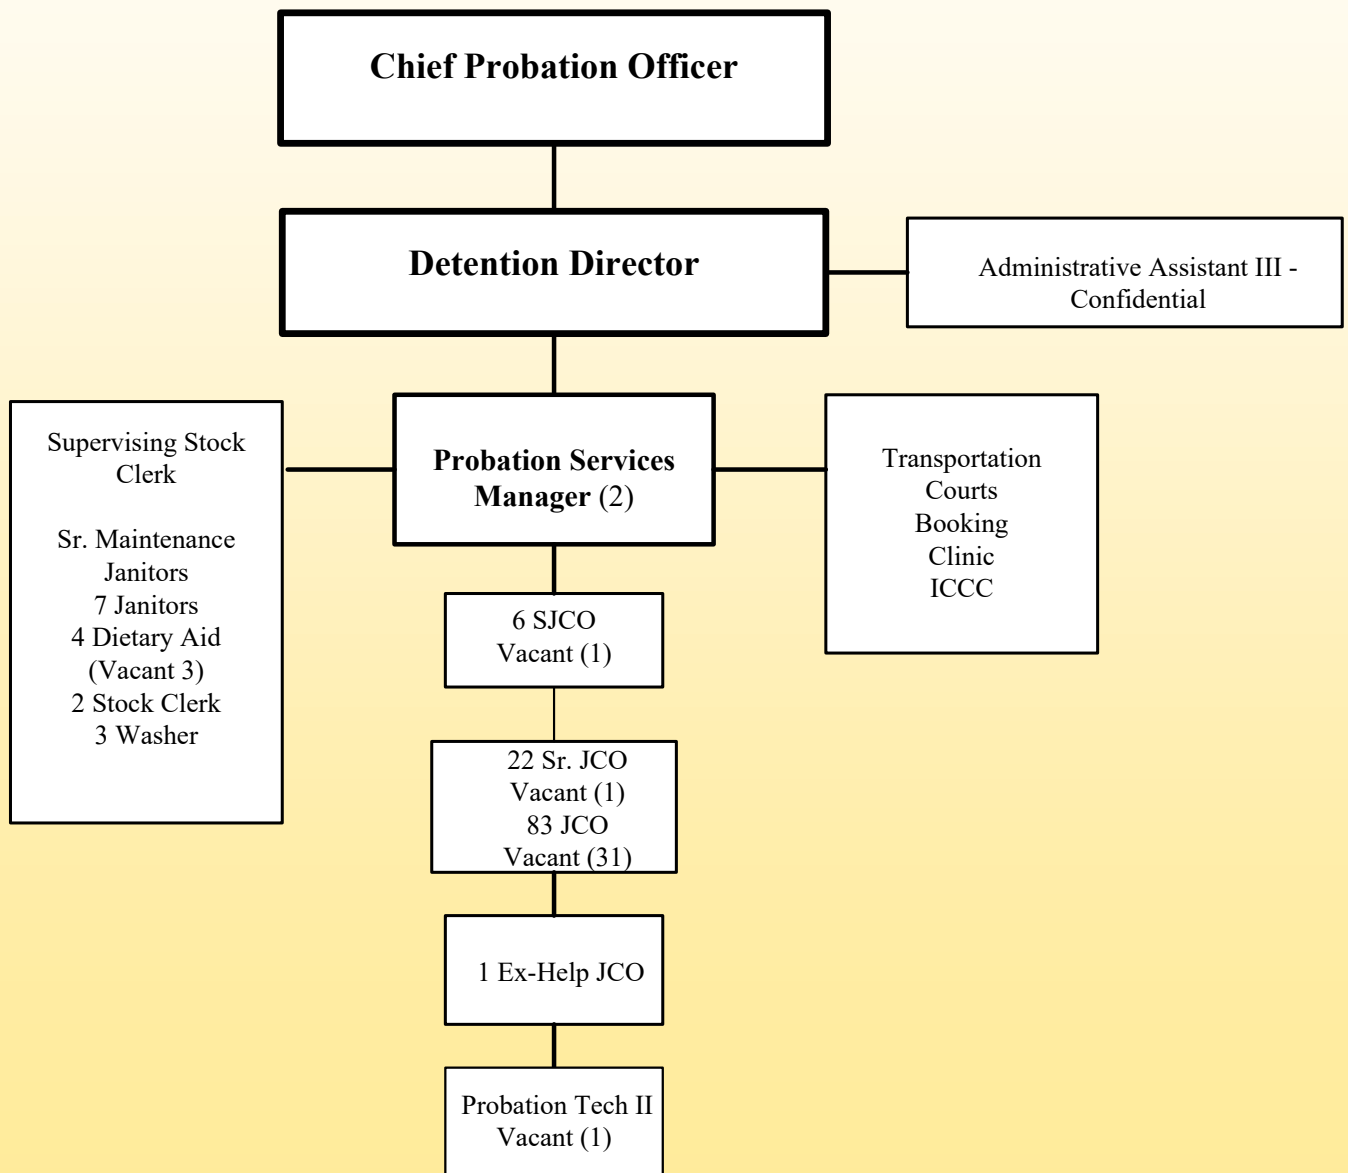 Chief Probation Officer
Detention Director
Administrative Assistant III -
Confidential
Supervising Stock
Clerk
Sr. Maintenance
Janitors
7 Janitors
4 Dietary Aid
(Vacant 3)
2 Stock Clerk
3 Washer
Probation Services
Manager (2)
Transportation
Courts
Booking
Clinic
ICCC
6 SJCO
Vacant (1)
22 Sr. JCO
Vacant (1)
83 JCO
Vacant (31)
1 Ex-Help JCO
Probation Tech II
Vacant (1)